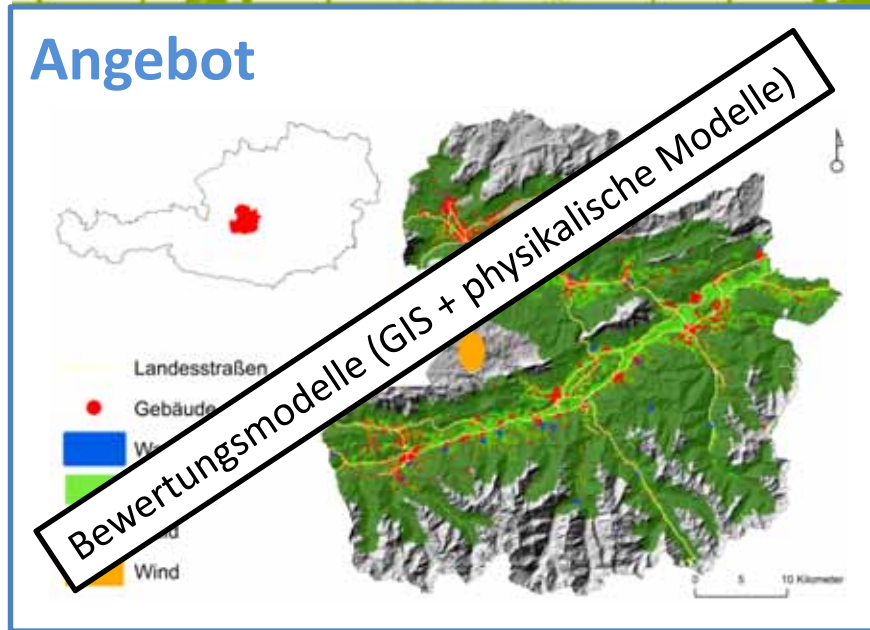 Angebot
Bewertungsmodelle (GIS + physikalische Modelle)
Landesstraßen
Gebäude
Wind
0 5 10 Kilometer